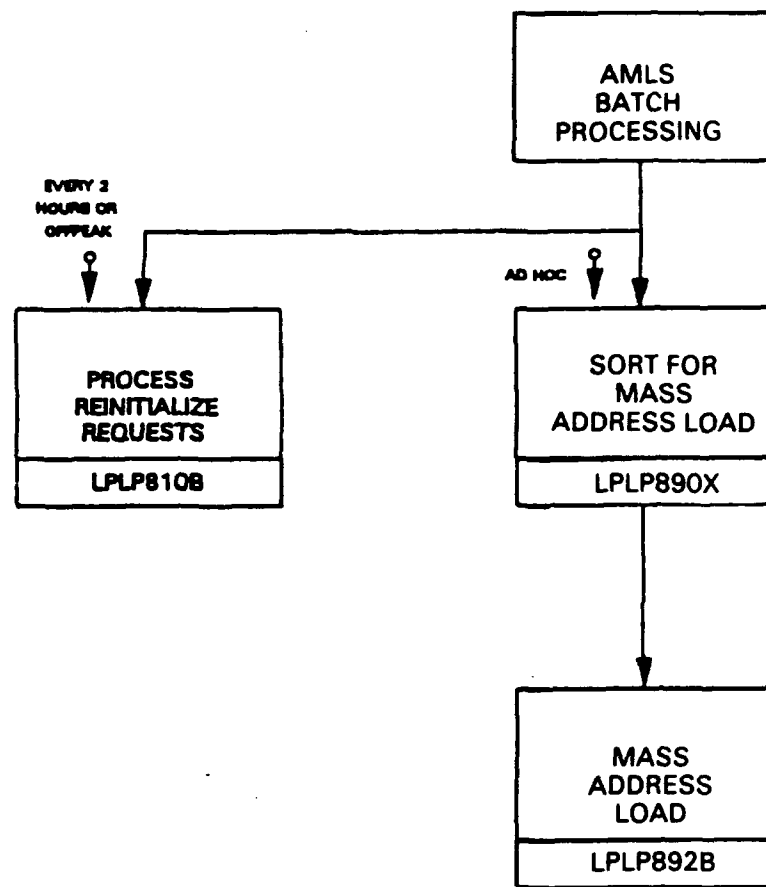 AMLS
BATCH
PROCESSING
EVERY 2
HOURS OR
OFFPEAK
AD HOC
PROCESS
REINITIALIZE
REQUESTS
LPLP810B
SORT FOR
MASS
ADDRESS LOAD
LPLP890X
MASS
ADDRESS
LOAD
LPLP892B